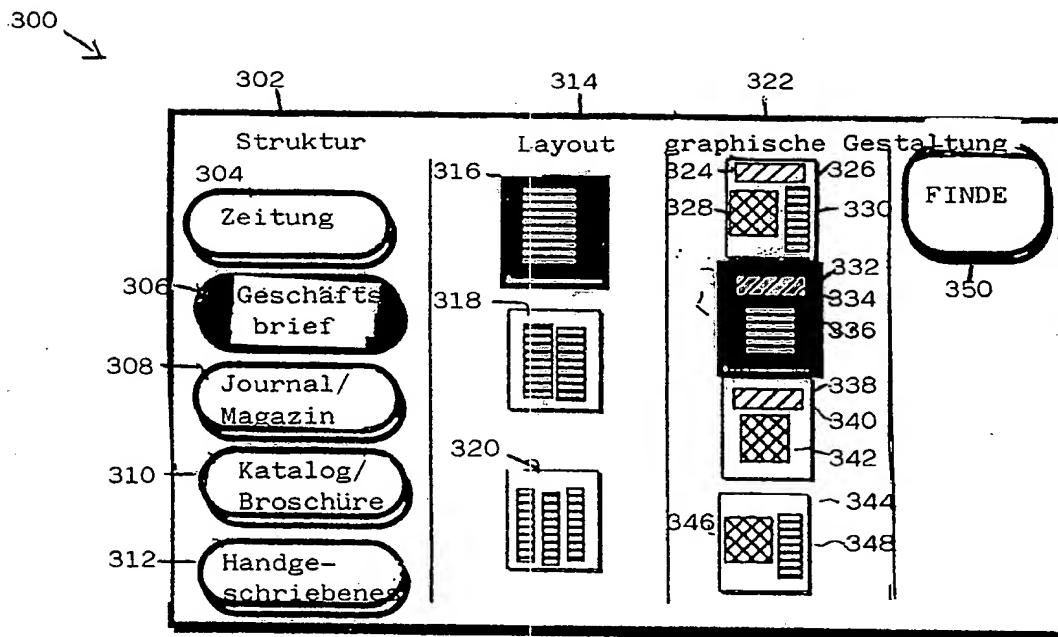 300
302
314
322
Struktur
Layout
graphische Gestaltung
304
Zeitung
306
Geschäfts
brief
308
Journal/
Magazin
310
Katalog/
Broschüre
312
Handge-
schriebenes
316
318
320
324
326
328
330
332
334
336
338
340
342
344
346
348
FINDE
350